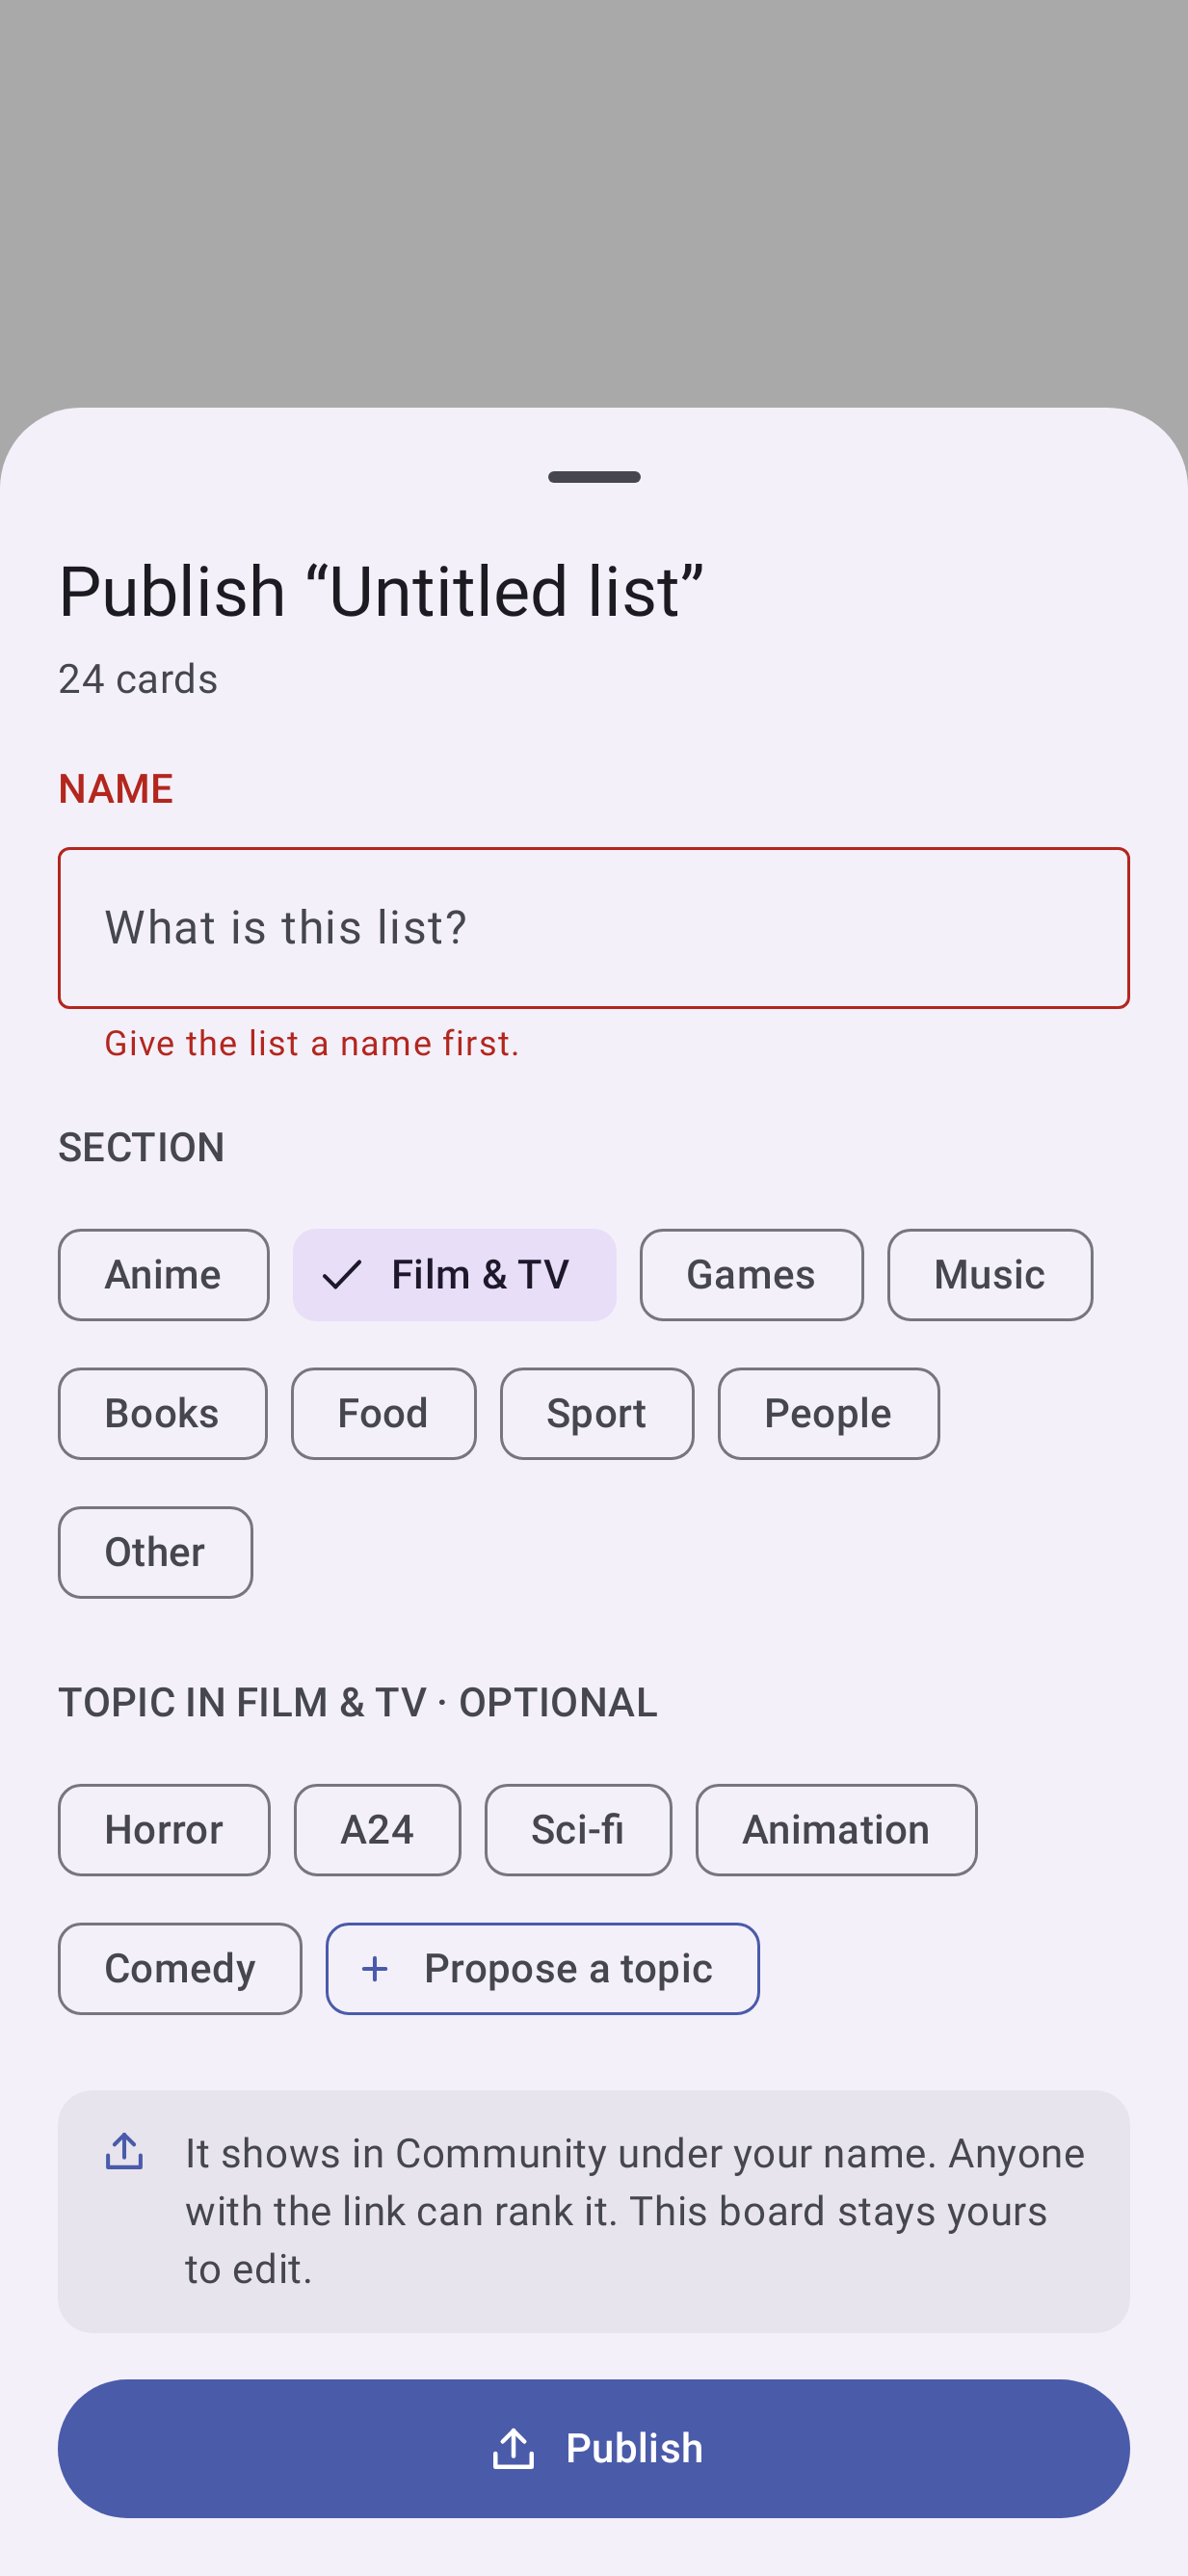 Publish “Untitled list”
24 cards
NAME
What is this list?
Give the list a name first.
SECTION
Anime
Film & TV
Games
Music
Books
Food
Sport
People
Other
TOPIC IN FILM & TV · OPTIONAL
Horror
A24
Sci-fi
Animation
Comedy
Propose a topic
It shows in Community under your name. Anyone
with the link can rank it. This board stays yours
to edit.
Publish